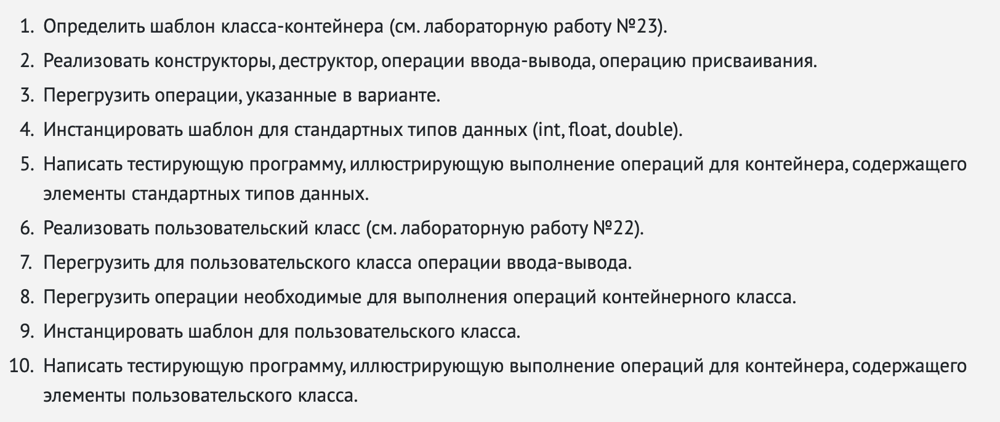 1. Определить шаблон класса-контейнера (см. лабораторную работу №23).
2. Реализовать конструкторы, деструктор, операции ввода-вывода, операцию присваивания.
3. Перегрузить операции, указанные в варианте.
4. Инстанцировать шаблон для стандартных типов данных (int, float, double).
5. Написать тестирующую программу, иллюстрирующую выполнение операций для контейнера, содержащего
элементы стандартных типов данных.
6. Реализовать пользовательский класс (см. лабораторную работу №22).
7. Перегрузить для пользовательского класса операции ввода-вывода.
8. Перегрузить операции необходимые для выполнения операций контейнерного класса.
9. Инстанцировать шаблон для пользовательского класса.
10. Написать тестирующую программу, иллюстрирующую выполнение операций для контейнера, содержащего
элементы пользовательского класса.